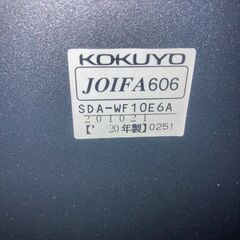 KOKUYO
JOIFA606
SDA-WF10E6A
201021
【' 20年製】0251